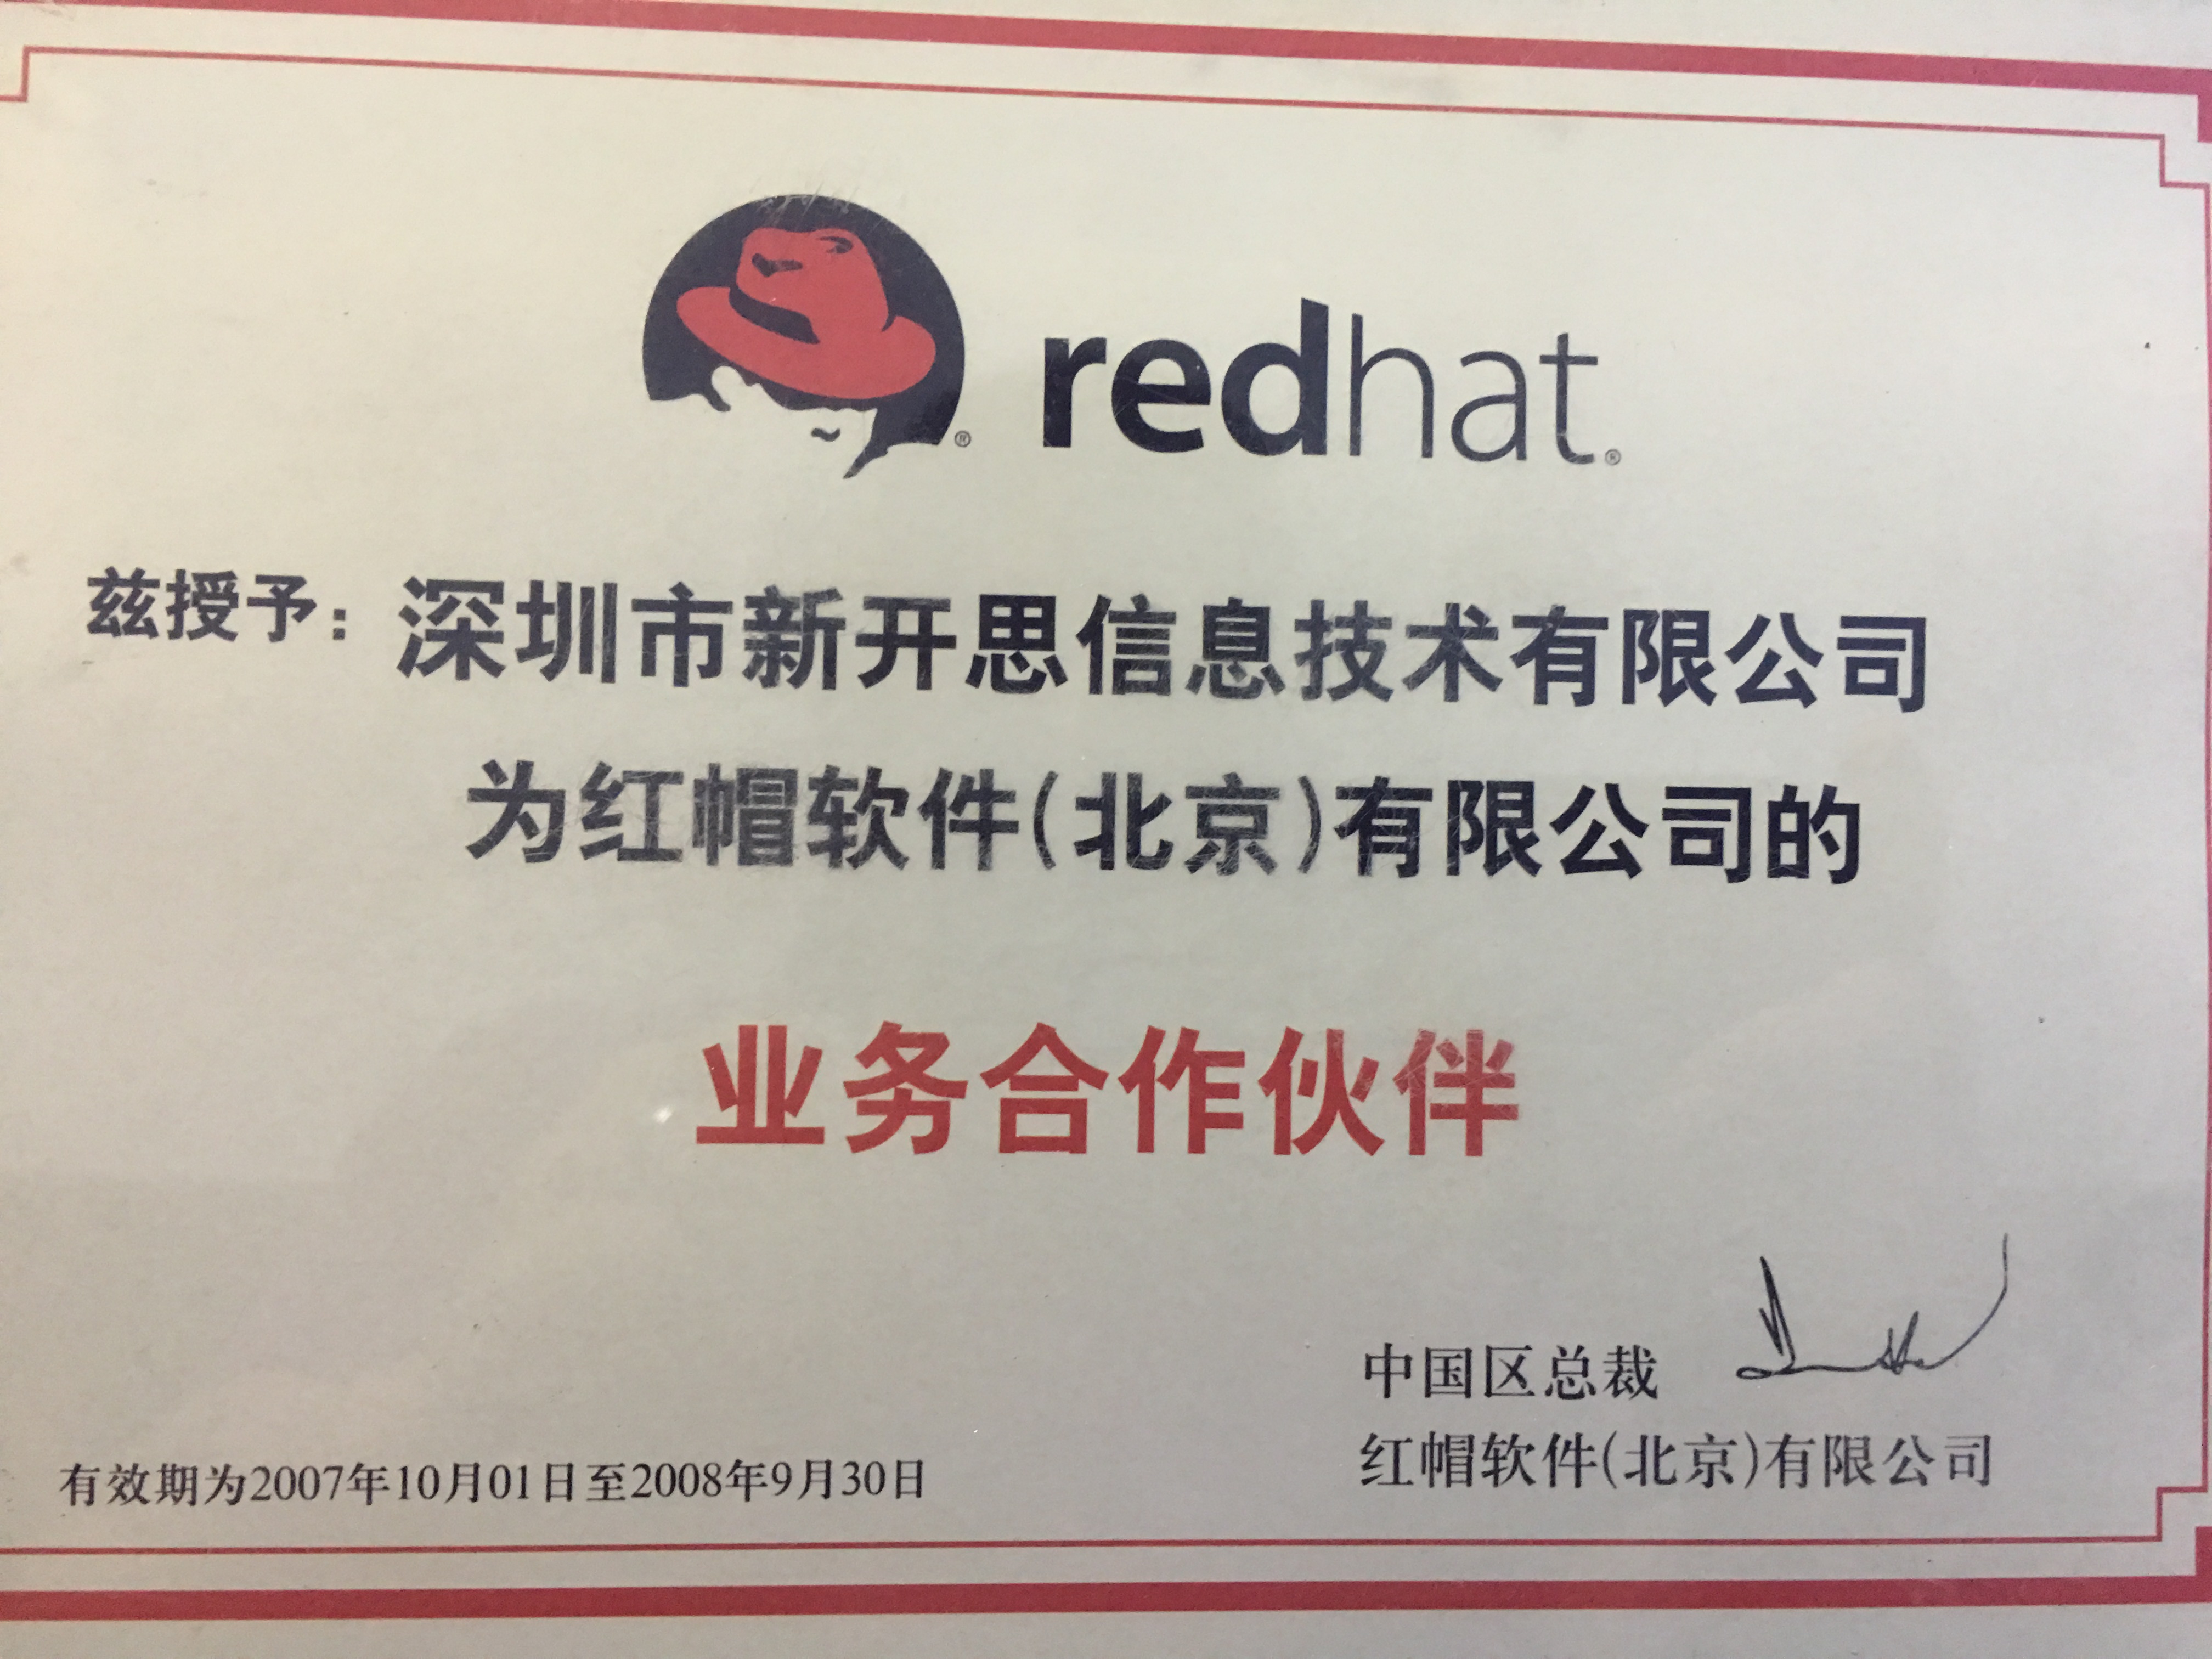 redhat
兹授予：深圳市新开思信息技术有限公司
为红帽软件(北京)有限公司的
业务合作伙伴
中国区总裁
红帽软件(北京)有限公司
有效期为2007年10月01日至2008年9月30日